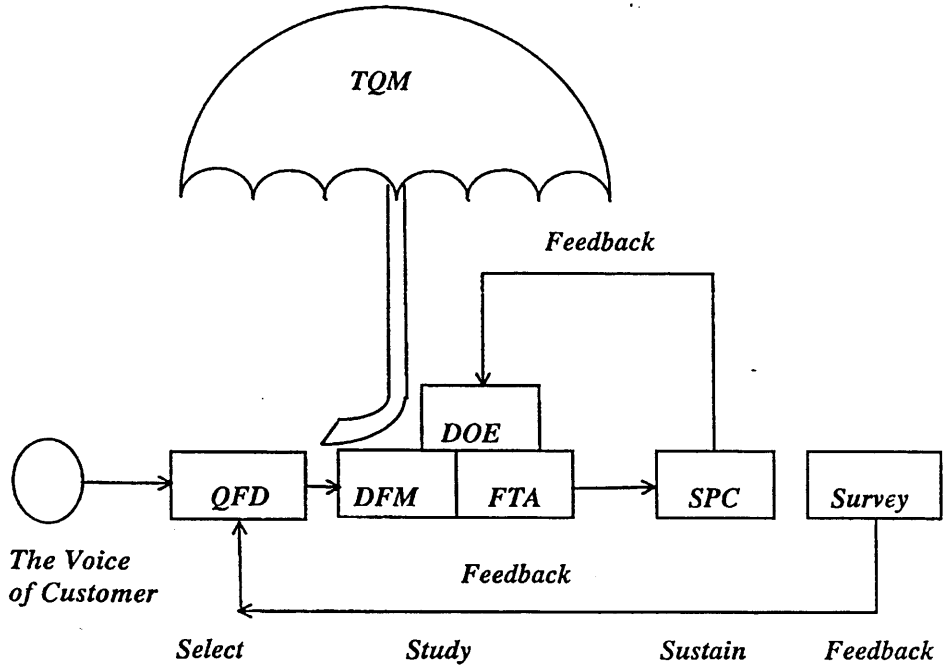 TQM
Feedback
DOE
QFD
DFM
FTA
SPC
Survey
The Voice
of Customer
Feedback
Select
Study
Sustain
Feedback